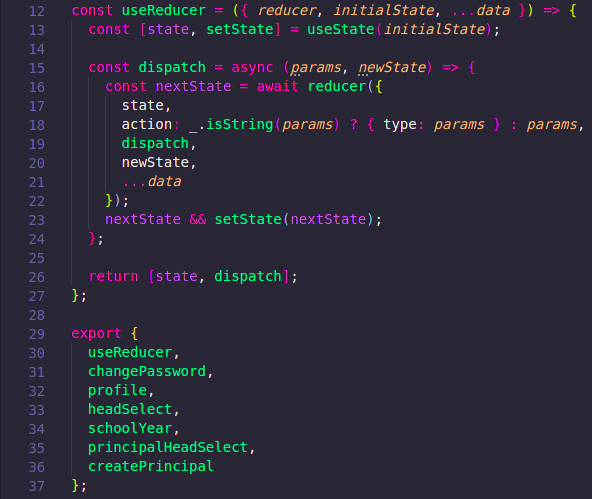 12 const useReducer = ({ reducer, initialState, ...data }) => {
13 const [state, setState] = useState(initialState);
14
15 const dispatch = async (params, newState) => {
16 const nextState = await reducer({
17 state,
18 action: _.isString(params) ? { type: params } : params,
19 dispatch,
20 newState,
21 ...data
22 });
23 nextState && setState(nextState);
24 };
25
26 return [state, dispatch];
27 };
28
29 export {
30 useReducer,
31 changePassword,
32 profile,
33 headSelect,
34 schoolYear,
35 principalHeadSelect,
36 createPrincipal
37 };